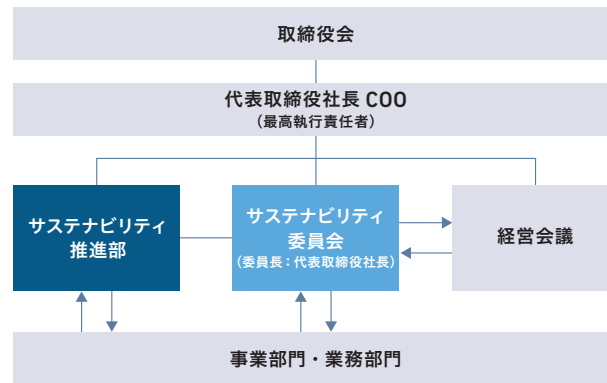 取締役会
代表取締役社長 COO
（最高執行責任者）
サステナビリティ
推進部
サステナビリティ
委員会
（委員長：代表取締役社長）
経営会議
事業部門・業務部門